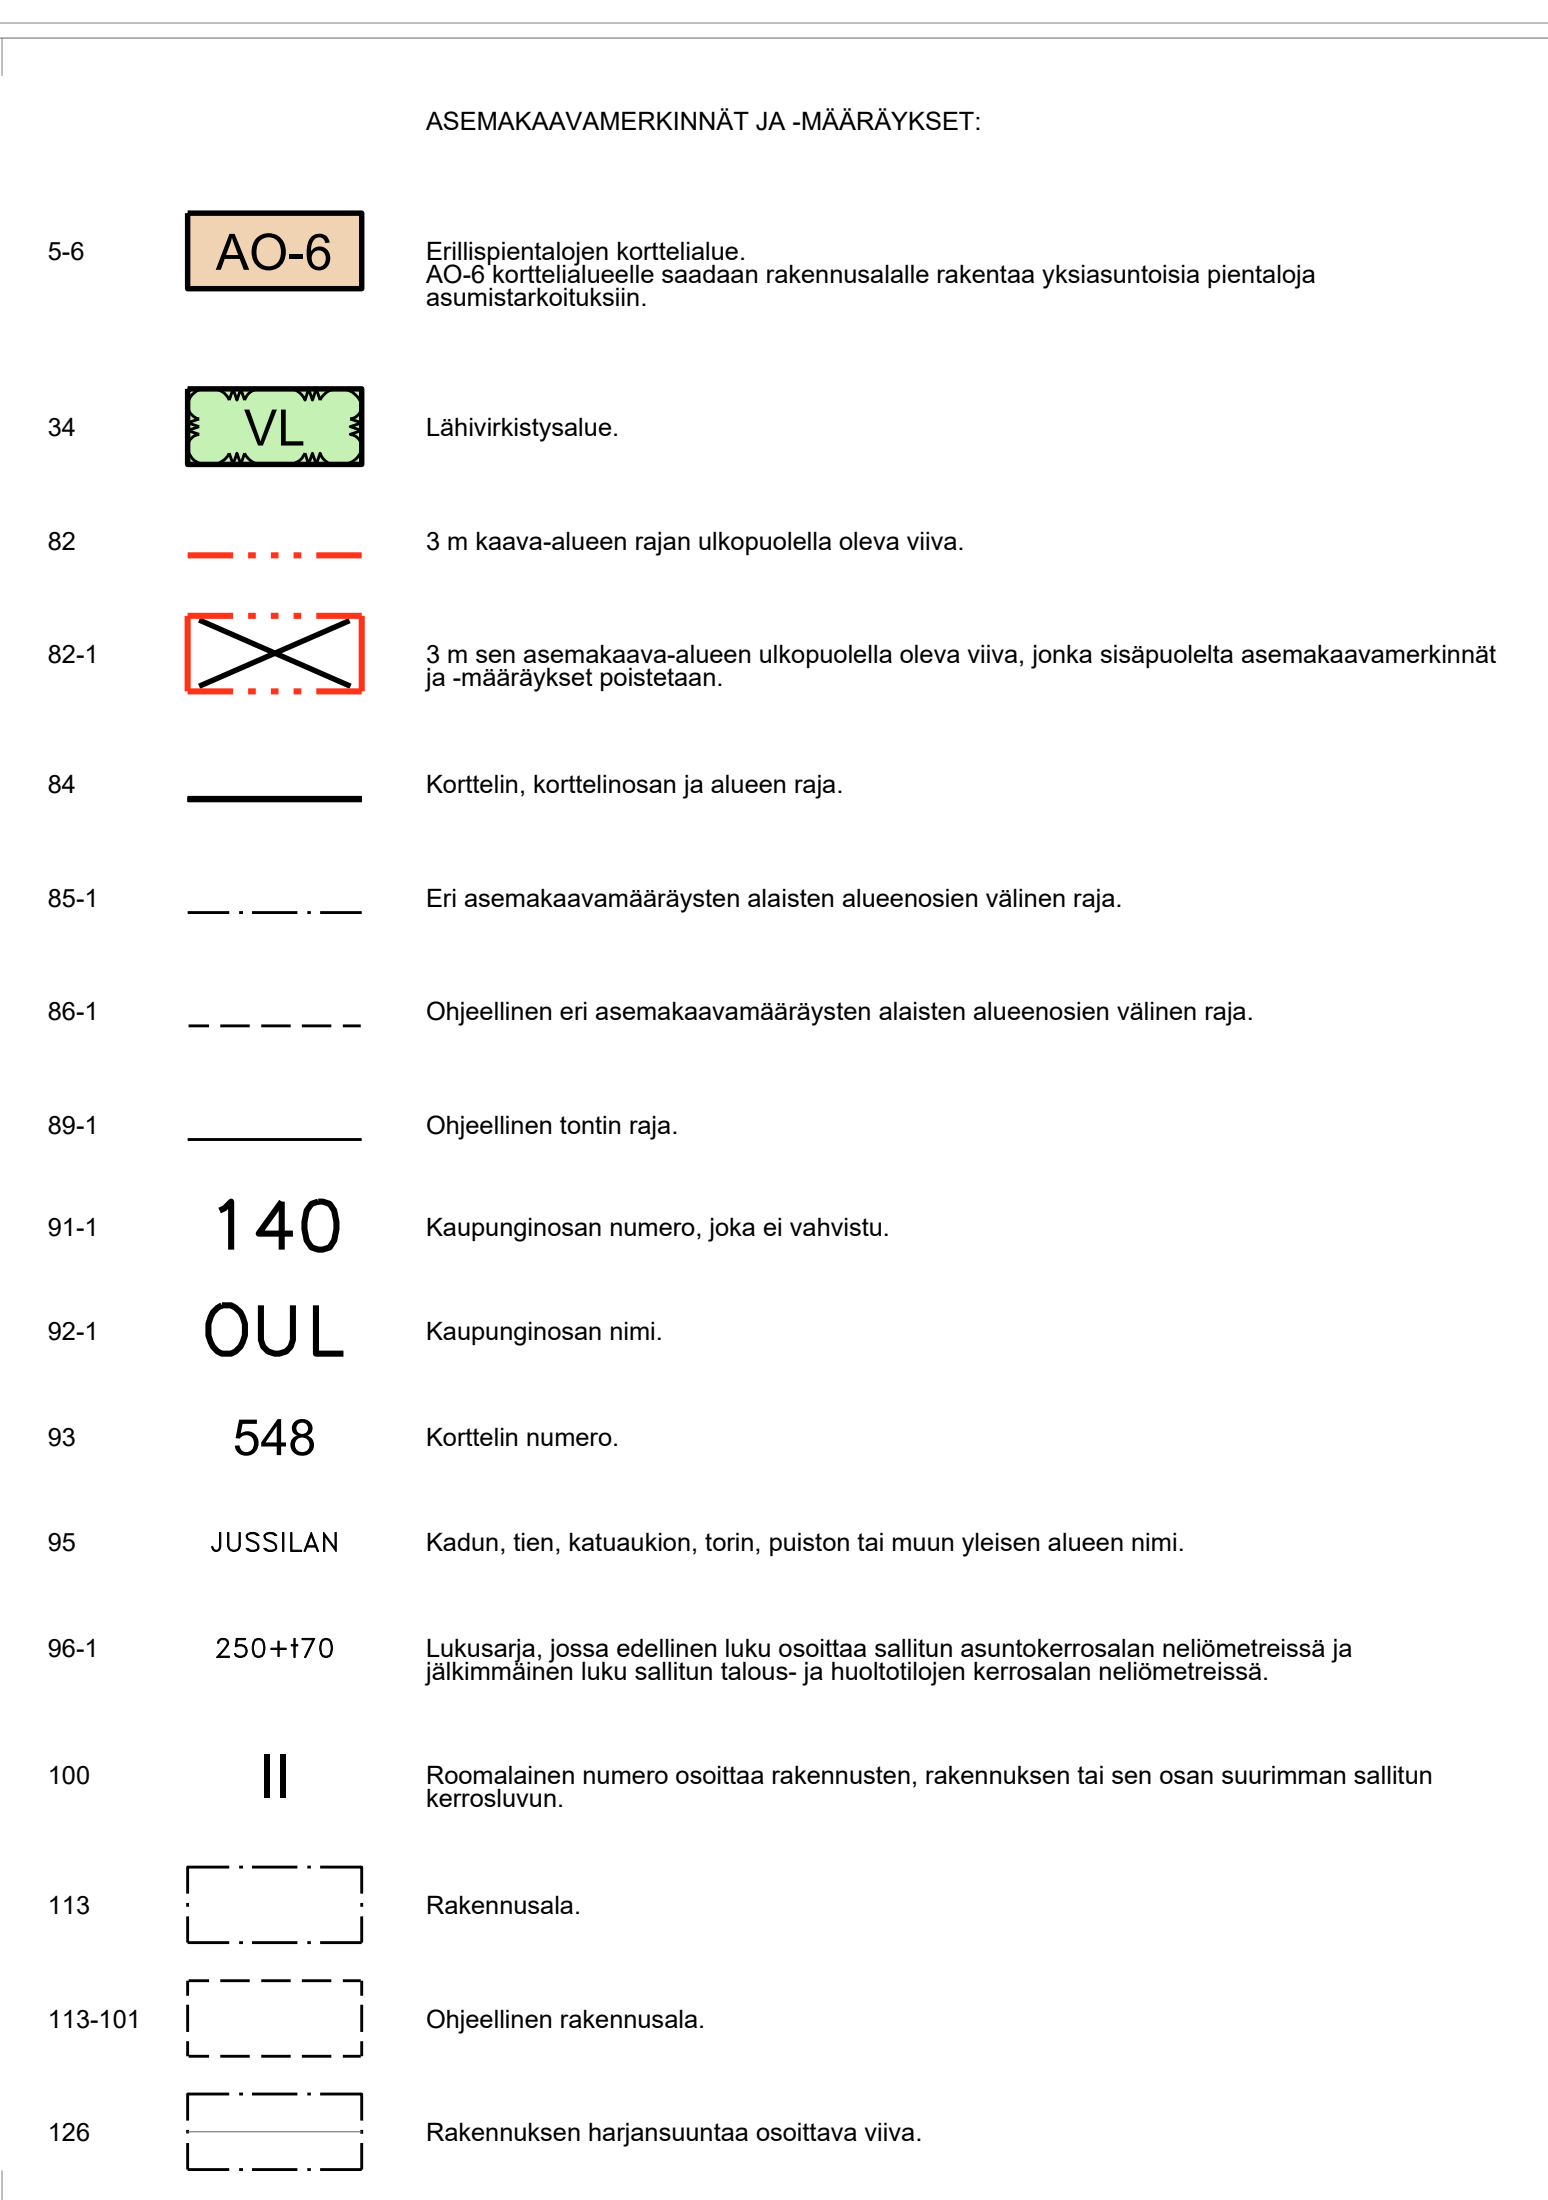 ASEMAKAAVAMERKINNÄT JA -MÄÄRÄYKSET:
5-6 AO-6 Erillispientalojen korttelialue.
AO-6 korttelialueelle saadaan rakennusalalle rakentaa yksiasuntoisia pientaloja
asumistarkoituksiin.
34 VL Lähivirkistysalue.
82 3 m kaava-alueen rajan ulkopuolella oleva viiva.
82-1 3 m sen asemakaava-alueen ulkopuolella oleva viiva, jonka sisäpuolelta asemakaavamerkinnät
ja -määräykset poistetaan.
84 Korttelin, korttelinosan ja alueen raja.
85-1 Eri asemakaavamääräysten alaisten alueenosien välinen raja.
86-1 Ohjeellinen eri asemakaavamääräysten alaisten alueenosien välinen raja.
89-1 Ohjeellinen tontin raja.
91-1 140 Kaupunginosan numero, joka ei vahvistu.
92-1 OUL Kaupunginosan nimi.
93 548 Korttelin numero.
95 JUSSILAN Kadun, tien, katuaukion, torin, puiston tai muun yleisen alueen nimi.
96-1 250+t70 Lukusarja, jossa edellinen luku osoittaa sallitun asuntokerrosalan neliömetreissä ja
jälkimmäinen luku sallitun talous- ja huoltotilojen kerrosalan neliömetreissä.
100 II Roomalainen numero osoittaa rakennusten, rakennuksen tai sen osan suurimman sallitun
kerrosluvun.
113 Rakennusala.
113-101 Ohjeellinen rakennusala.
126 Rakennuksen harjansuuntaa osoittava viiva.